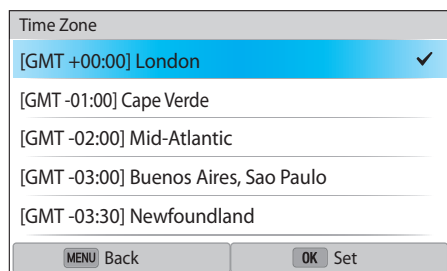 Time Zone
[GMT +00:00] London
[GMT -01:00] Cape Verde
[GMT -02:00] Mid-Atlantic
[GMT -03:00] Buenos Aires, Sao Paulo
[GMT -03:30] Newfoundland
MENU Back OK Set